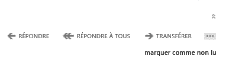 RÉPONDRE RÉPONDRE À TOUS TRANSFÉRER
marquer comme non lu